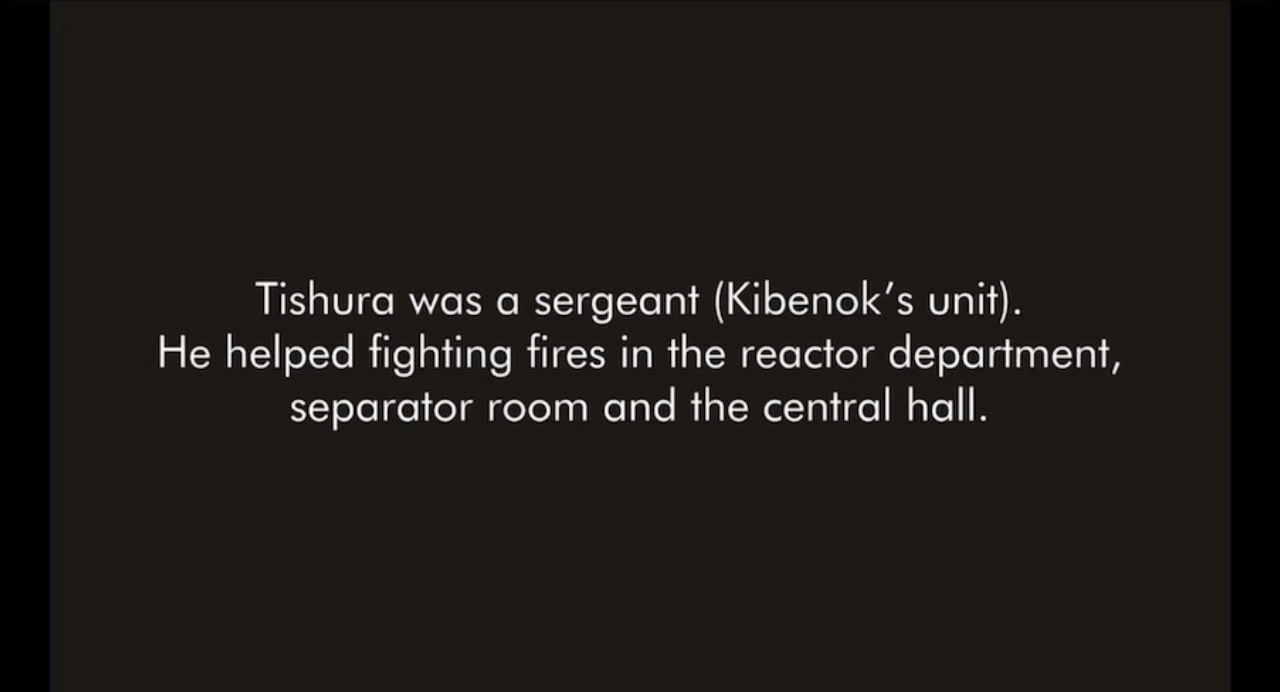 Tishura was a sergeant (Kibenok’s unit).
He helped fighting fires in the reactor department,
separator room and the central hall.